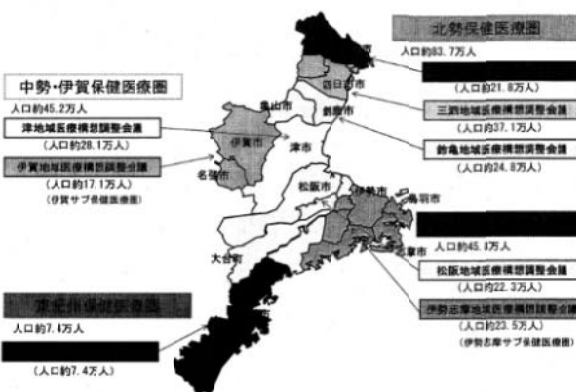 北勢保健医療圏
人口約83.7万人
(人口約21.8万人)
三泗地域医療構想調整会議
(人口約37.1万人)
鈴亀地域医療構想調整会議
(人口約24.8万人)
中勢・伊賀保健医療圏
人口約45.2万人
津地域医療構想調整会議
(人口約28.1万人)
伊賀地域医療構想調整会議
(人口約17.1万人)
(伊賀サブ保健医療圏)
市
四日市市
亀山市
鈴鹿市
伊賀市
津市
名張市
松阪市
伊勢市
鳥羽市
志摩市
大台町
人口約45.1万人
松阪地域医療構想調整会議
(人口約22.3万人)
伊勢志摩地域医療構想調整会議
(人口約23.5万人)
(伊勢志摩サブ保健医療圏)
東紀州保健医療圏
人口約7.4万人
(人口約7.4万人)